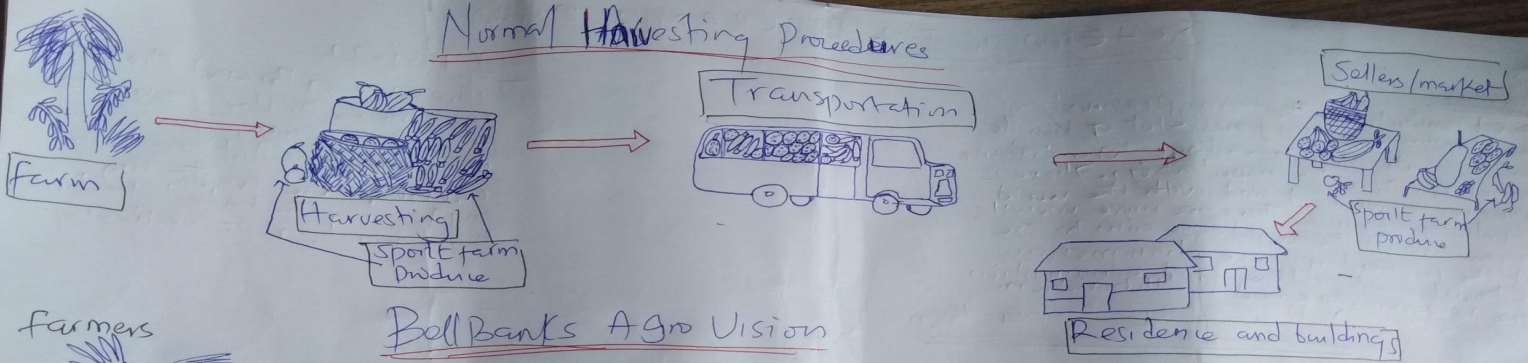 Normal Harvesting Procedures
Sellers/market
Transportation
farm
Harvesting
Spoilt farm
produce
Spoilt farm
produce
Residence and buildings
farmers
BellBanks Agro Vision